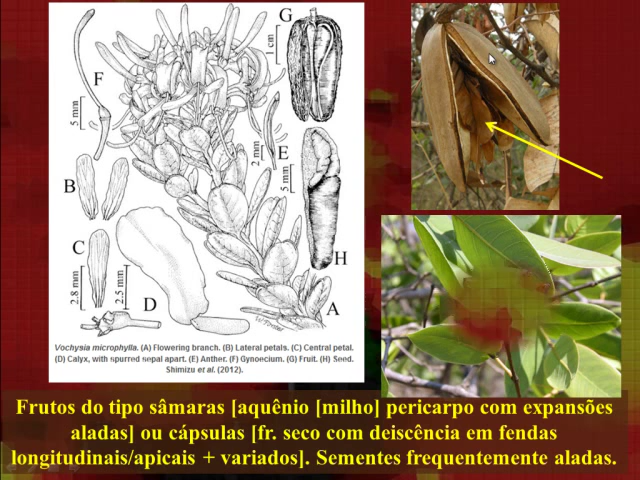 G
1 cm
F
5 mm
2 mm
E
B
5 mm
C
2.8 mm
2.5 mm
D
H
A
Vochysia microphylla. (A) Flowering branch. (B) Lateral petals. (C) Central petal.
(D) Calyx, with spurred sepal apart. (E) Anther. (F) Gynoecium. (G) Fruit. (H) Seed.
Shimizu et al. (2012).
Frutos do tipo sâmaras [aquênio [milho] pericarpo com expansões
aladas] ou cápsulas [fr. seco com deiscência em fendas
longitudinais/apicais + variados]. Sementes frequentemente aladas.